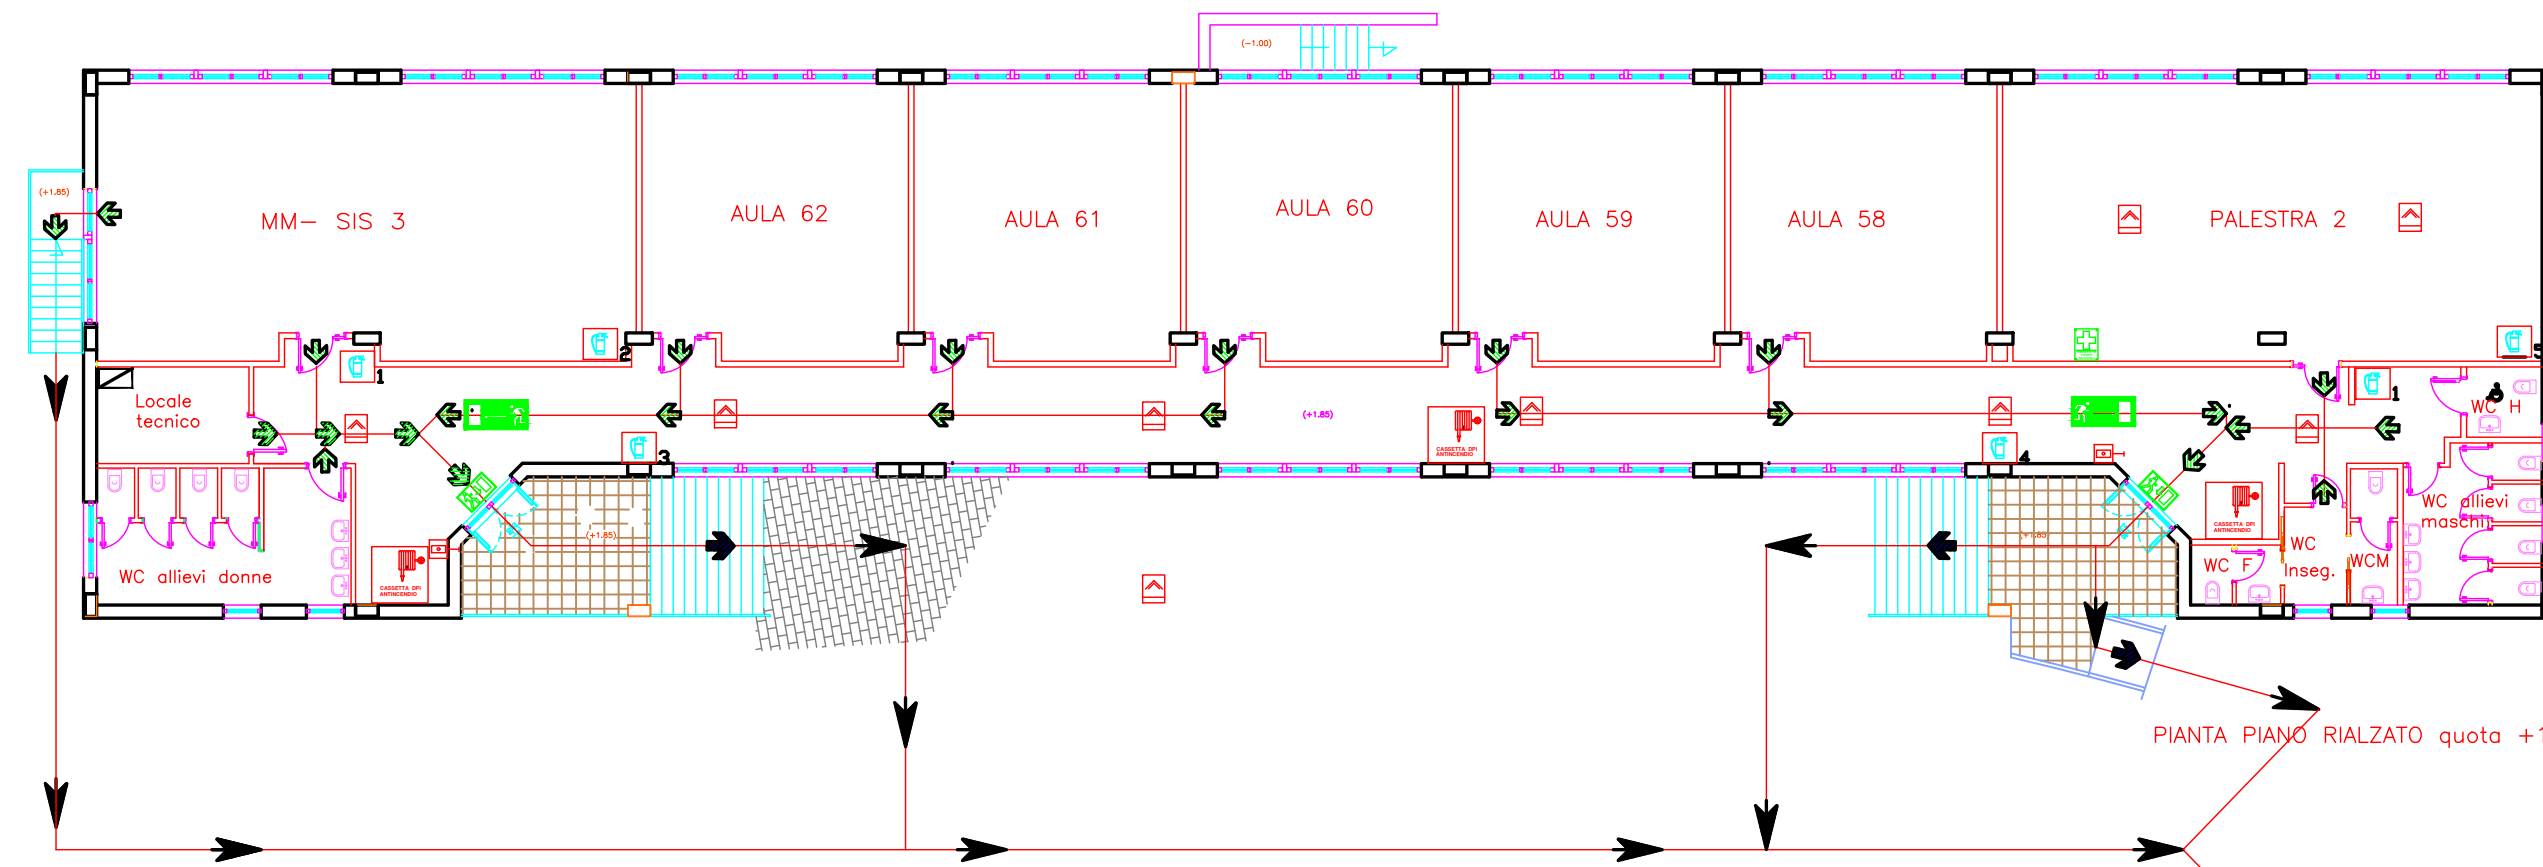 (-1.00)
(+1.85)
MM- SIS 3
AULA 62
AULA 61
AULA 60
AULA 59
AULA 58
PALESTRA 2
2
1
5
1
Locale
tecnico
(+1.85)
CASSETTA DPI
ANTINCENDIO
3
4
WC H
WC allievi
maschi
CASSETTA DPI
ANTINCENDIO
(+1.85)
(+1.85)
WC
Inseg.
WC F
WCM
WC allievi donne
CASSETTA DPI
ANTINCENDIO
PIANTA PIANO RIALZATO quota +1